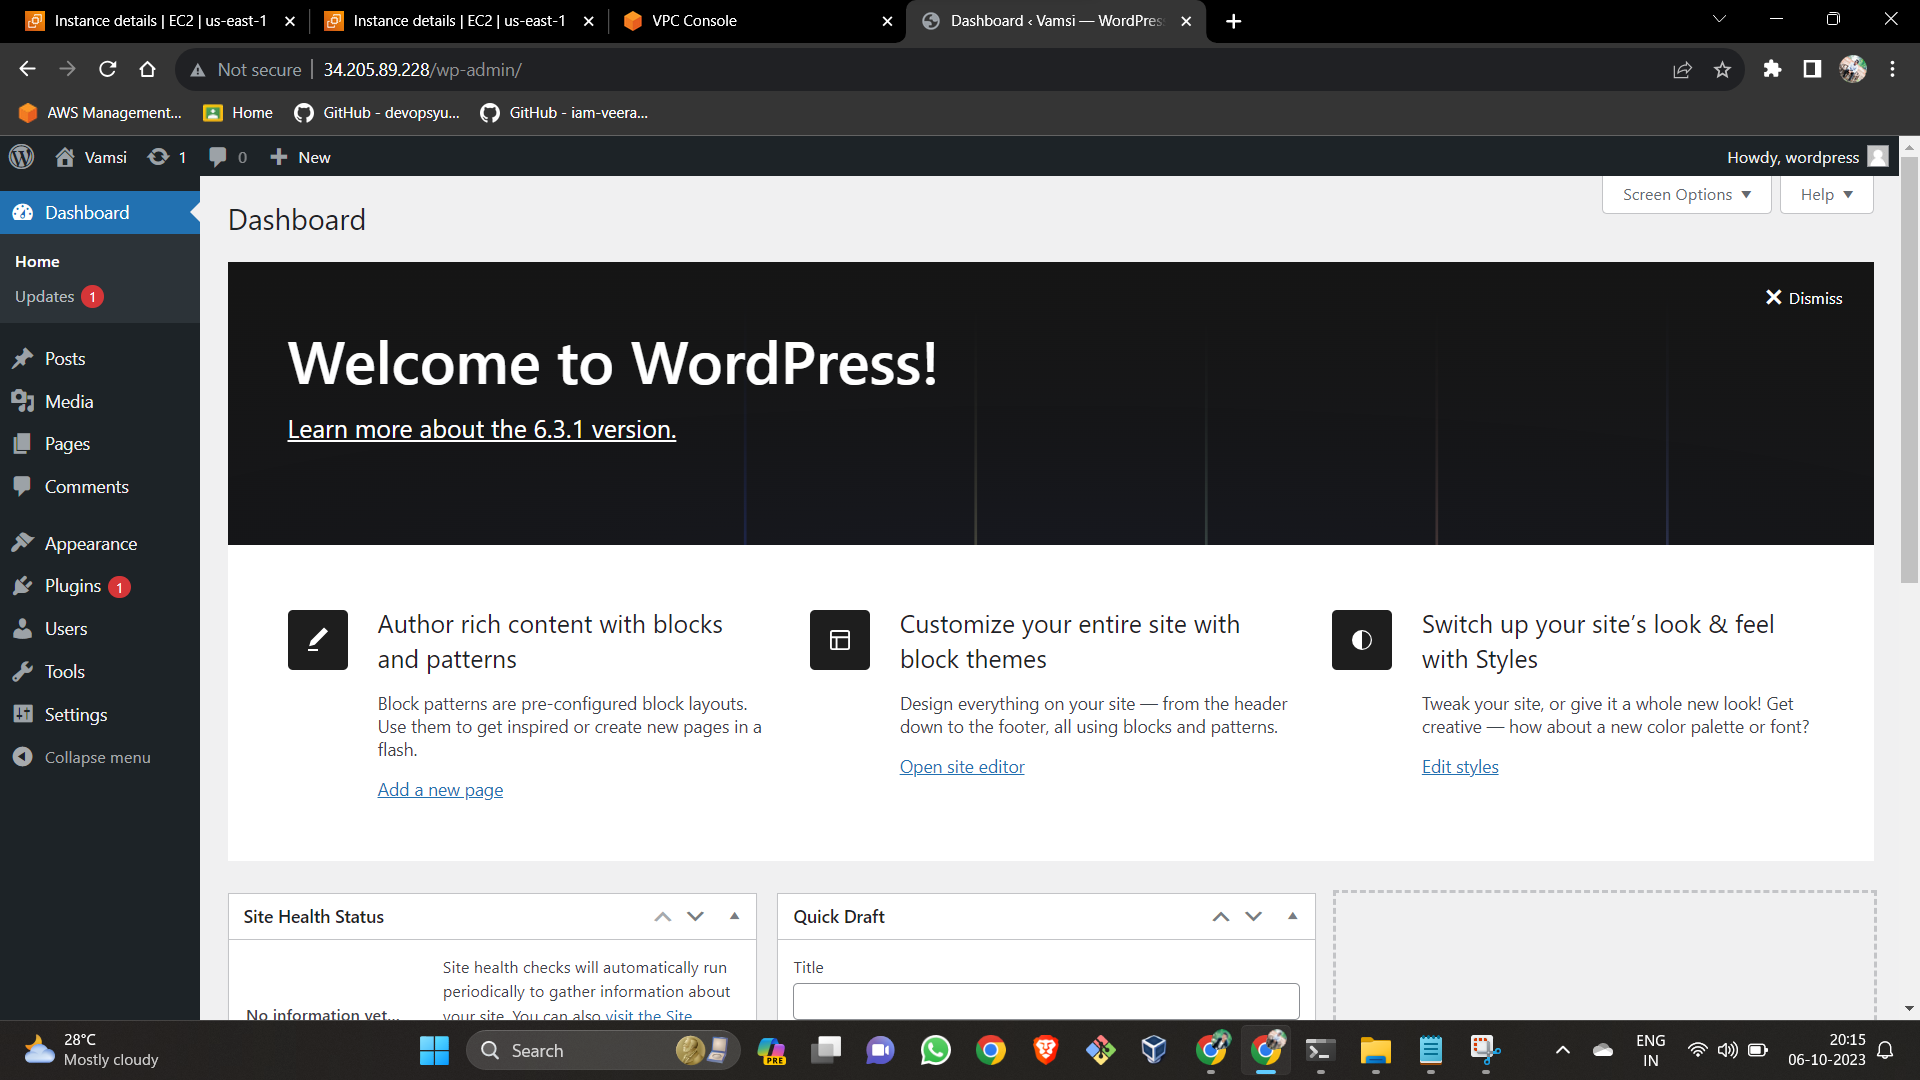 Instance details | EC2 | us-east-1
Instance details | EC2 | us-east-1
VPC Console
Dashboard ‹ Vamsi — WordPres
Not secure
34.205.89.228/wp-admin/
AWS Management...
Home
GitHub - devopsyu...
GitHub - iam-veera...
Vamsi
1
0
New
Howdy, wordpress
Dashboard
Home
Updates 1
Posts
Media
Pages
Comments
Appearance
Plugins 1
Users
Tools
Settings
Collapse menu
Screen Options
Help
Dashboard
Dismiss
Welcome to WordPress!
Learn more about the 6.3.1 version.
Author rich content with blocks
and patterns
Block patterns are pre-configured block layouts.
Use them to get inspired or create new pages in a
flash.
Add a new page
Customize your entire site with
block themes
Design everything on your site — from the header
down to the footer, all using blocks and patterns.
Open site editor
Switch up your site’s look & feel
with Styles
Tweak your site, or give it a whole new look! Get
creative — how about a new color palette or font?
Edit styles
Site Health Status
No information yet...
Site health checks will automatically run
periodically to gather information about
your site. You can also visit the Site
Quick Draft
Title
28°C
Mostly cloudy
Search
PRE
ENG
IN
20:15
06-10-2023